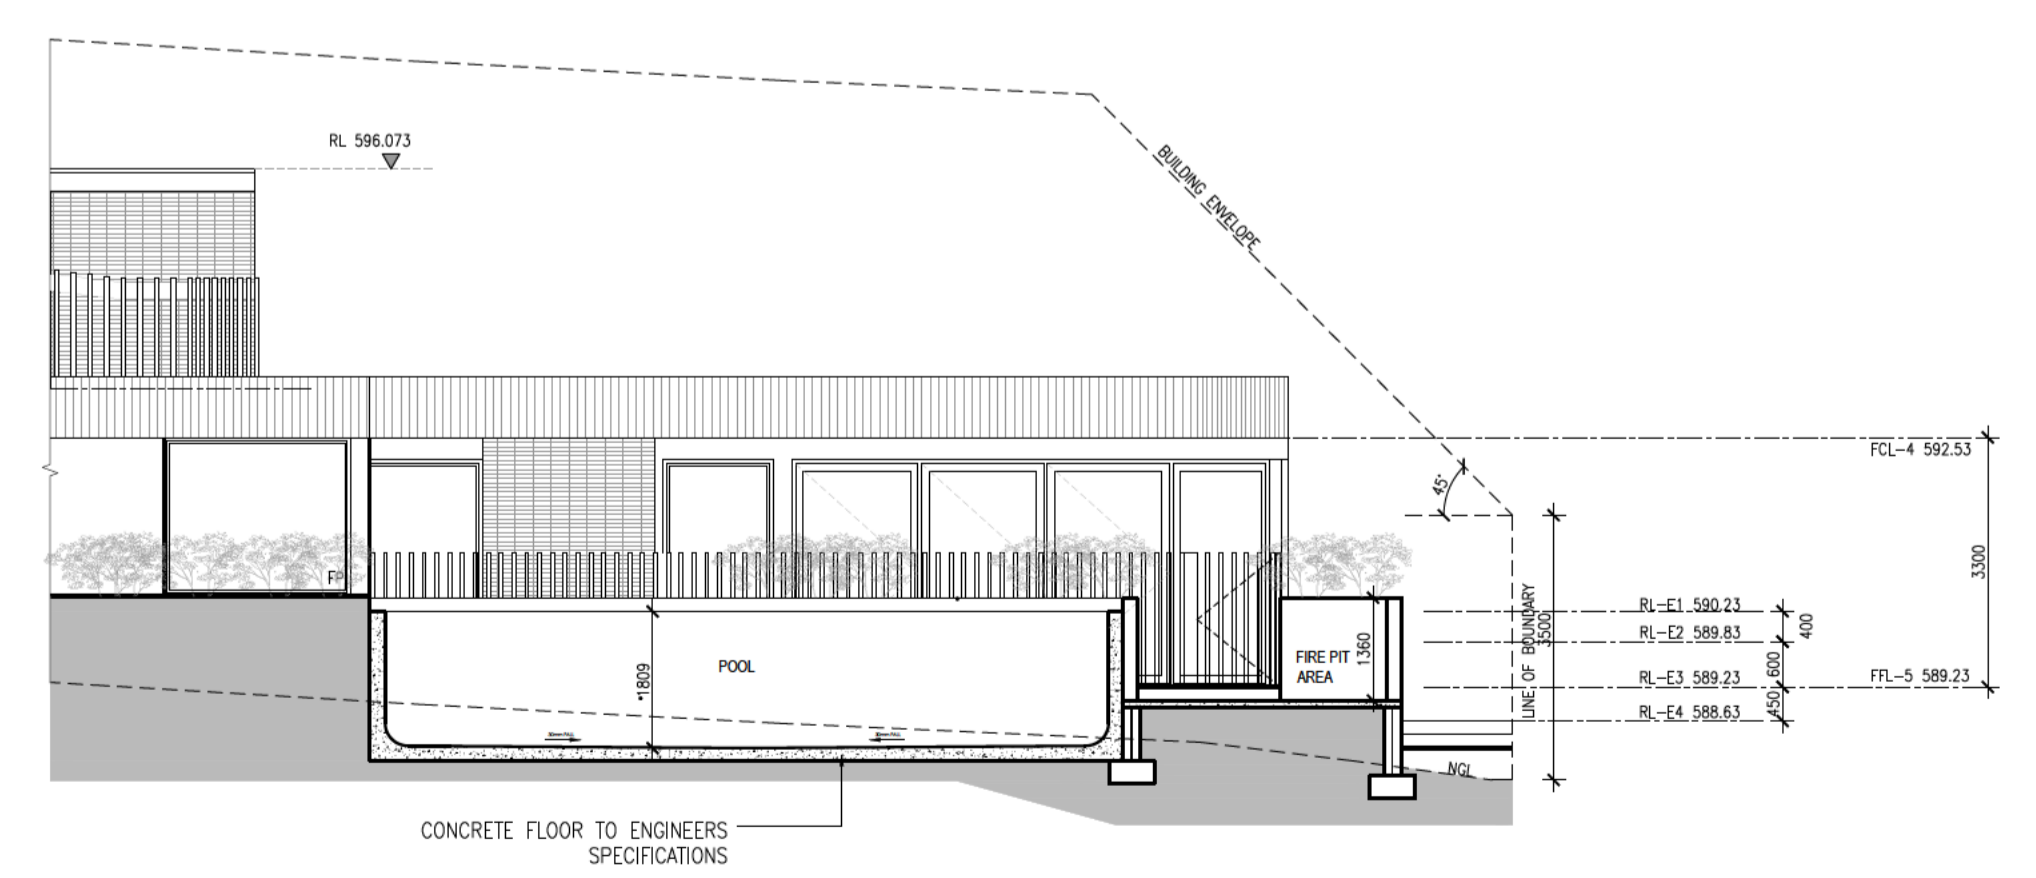 RL 596.073
BUILDING ENVELOPE
FCL-4 592.53
45°
3300
FP
LINE OF BOUNDARY
3500
RL-E1 590.23
400
RL-E2 589.83
1360
FIRE PIT
AREA
POOL
*1809
600
RL-E3 589.23
FFL-5 589.23
450
RL-E4 588.63
NGL
CONCRETE FLOOR TO ENGINEERS
SPECIFICATIONS